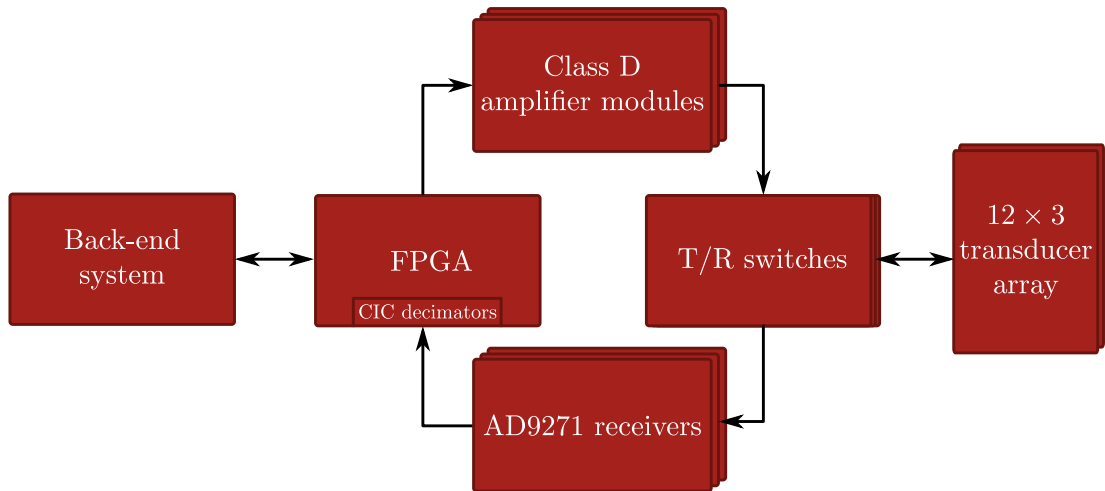 Class D
amplifier modules
Back-end
system
FPGA
CIC decimators
T/R switches
12 × 3
transducer
array
AD9271 receivers